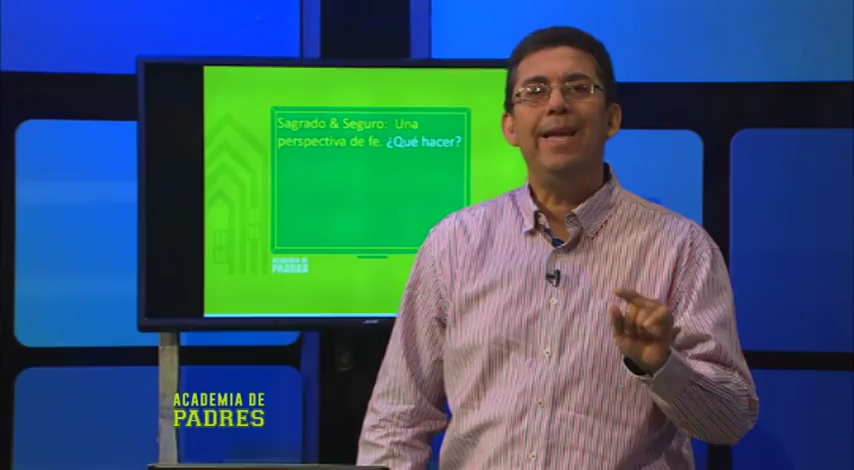 Sagrado & Seguro: Una
perspectiva de fe. ¿Qué hacer?
ACADEMIA DE
PADRES
ACADEMIA DE
PADRES